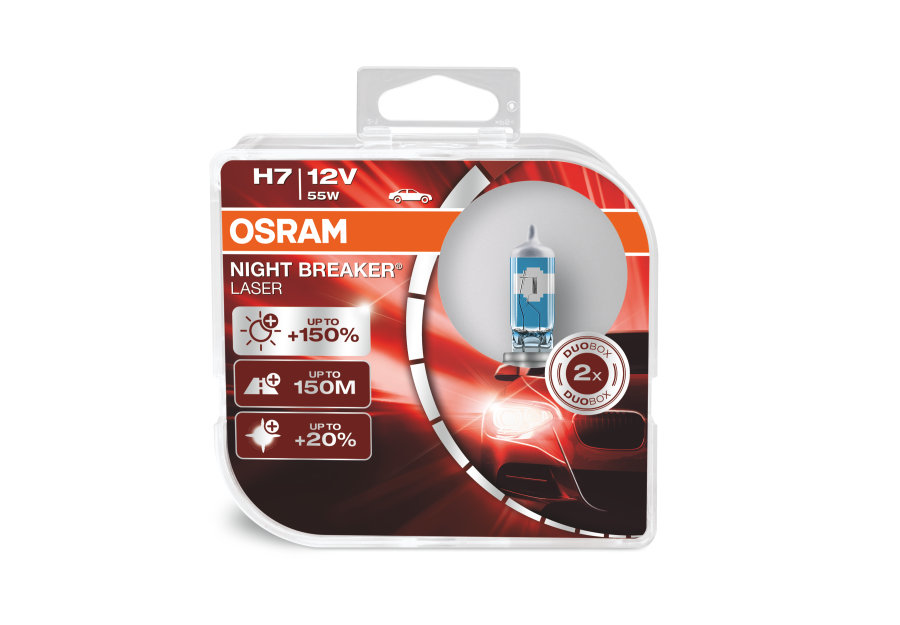 H7 12V
55W
OSRAM
NIGHT BREAKER®
LASER
UP TO
+150%
UP TO
150M
UP TO
+20%
DUOBOX
2x
DUOBOX